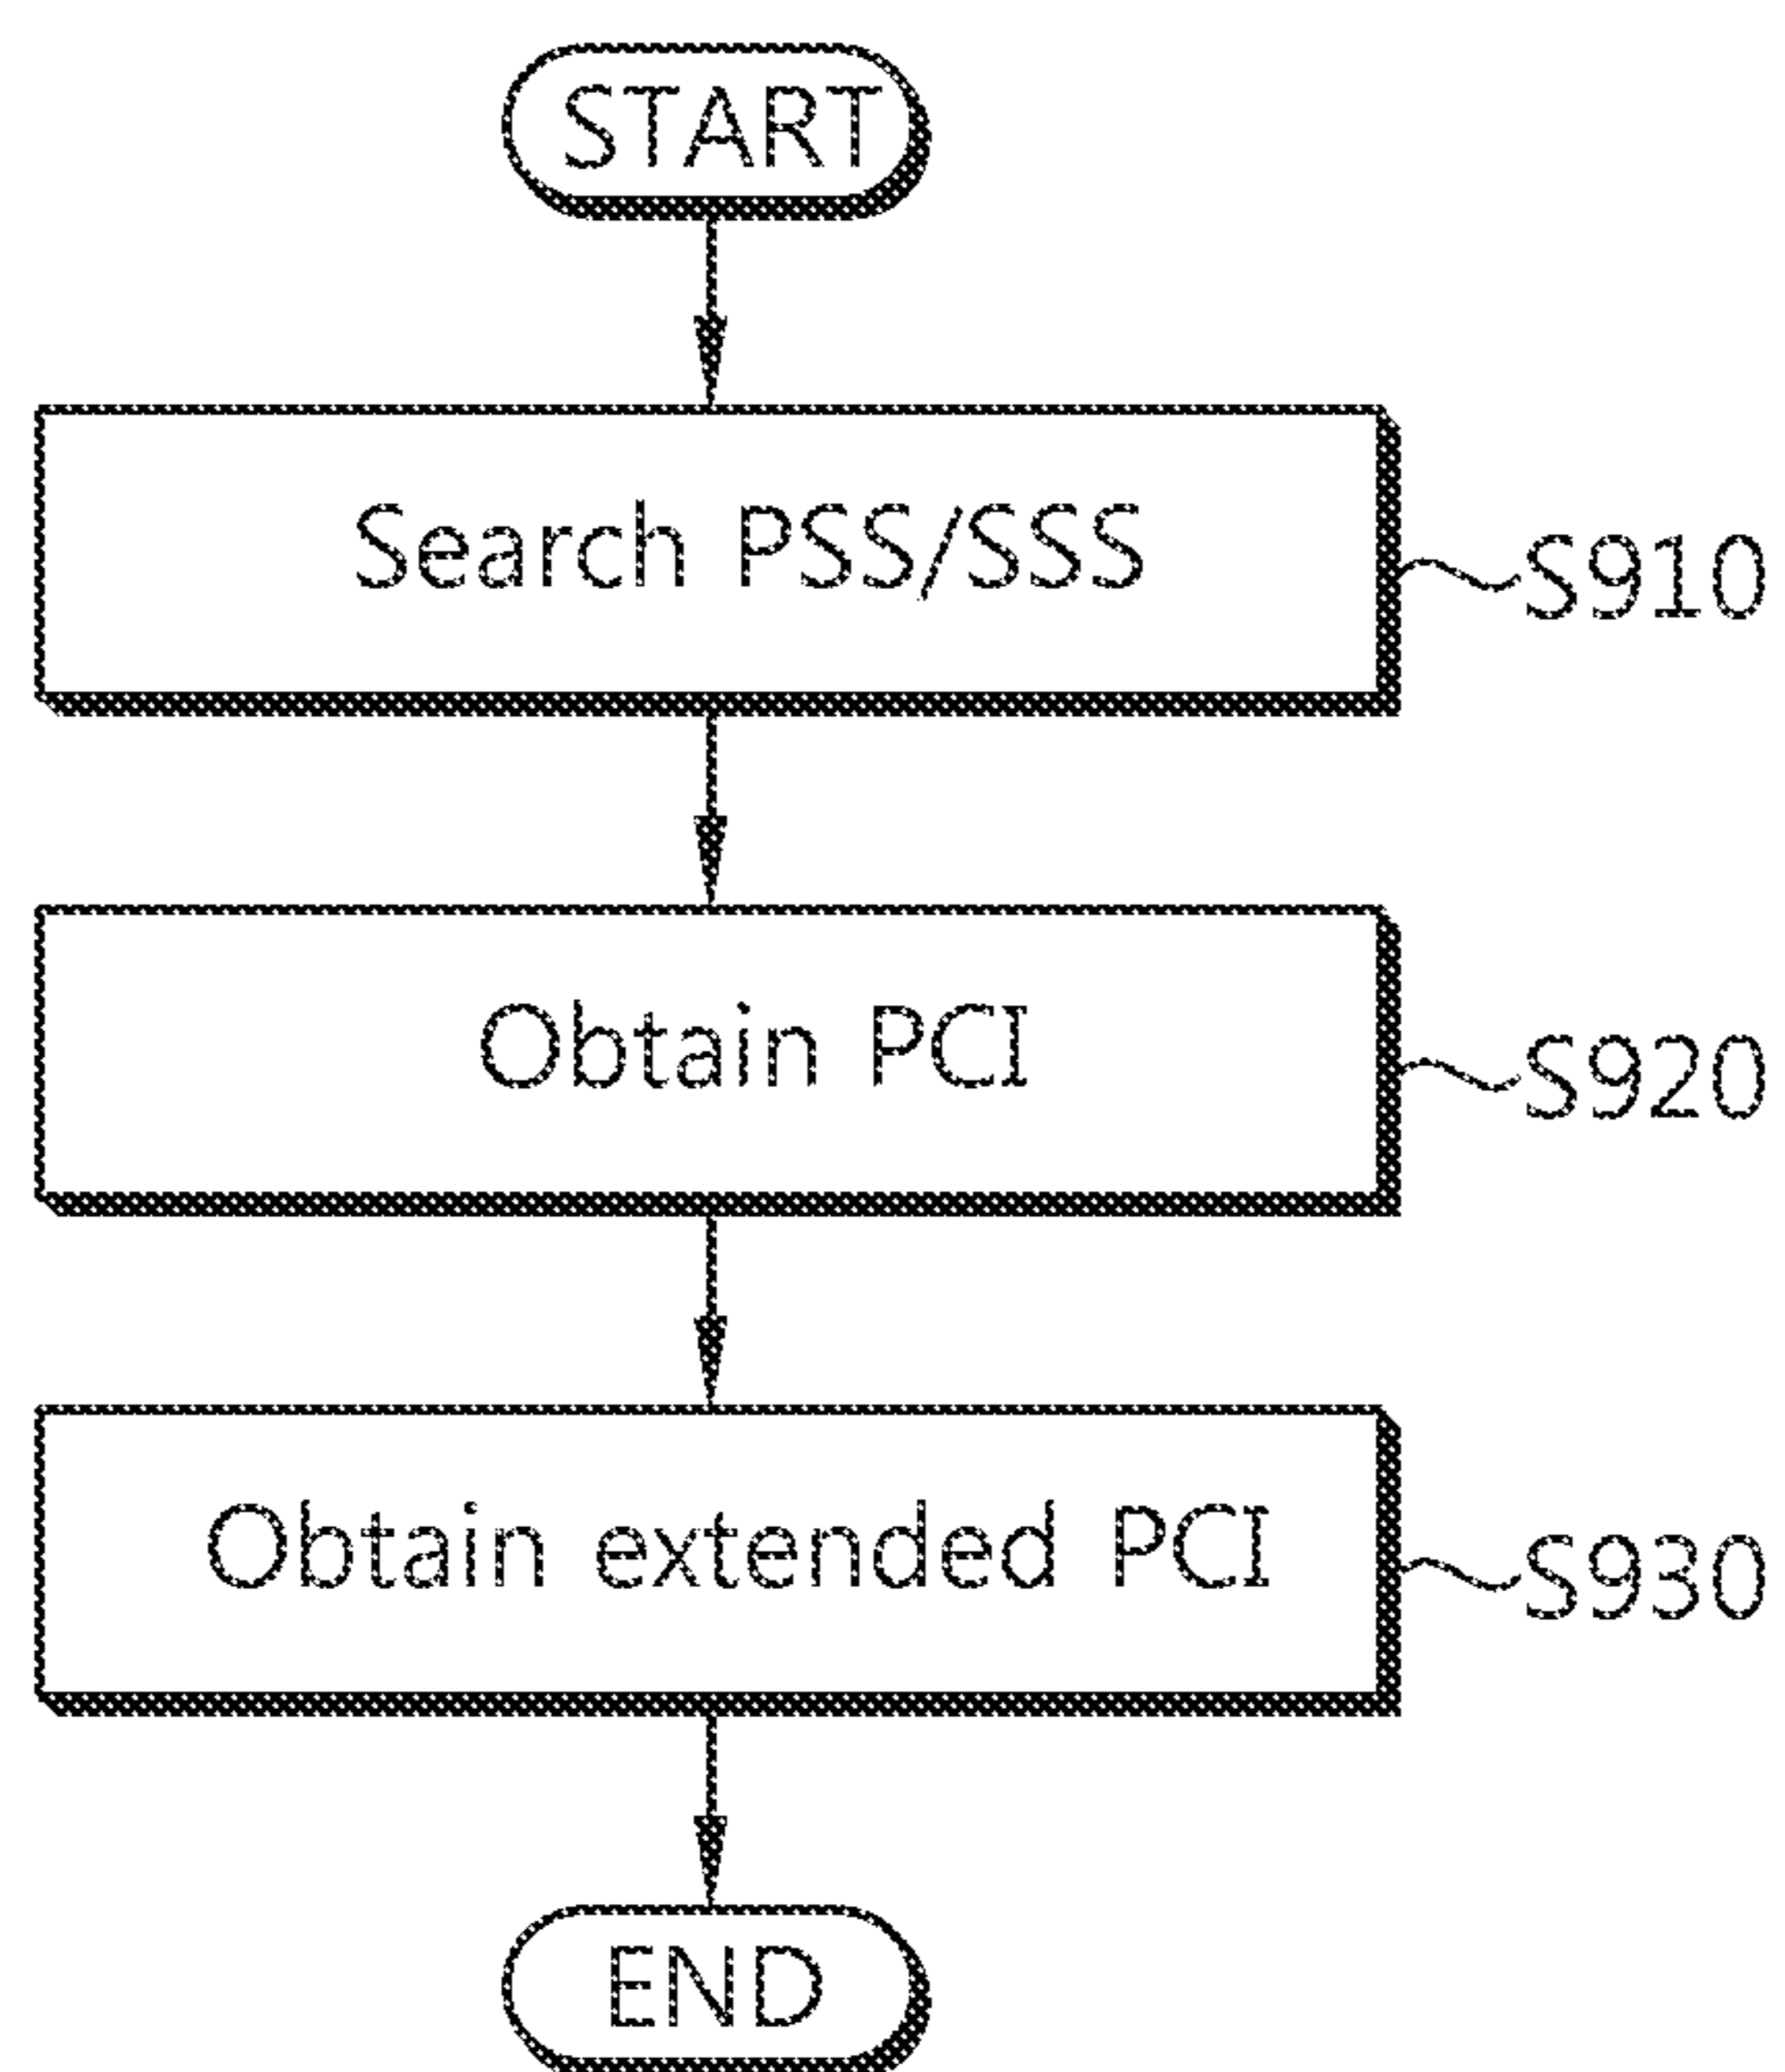 START
Search PSS/SSS
S910
Obtain PCI
S920
Obtain extended PCI
S930
END